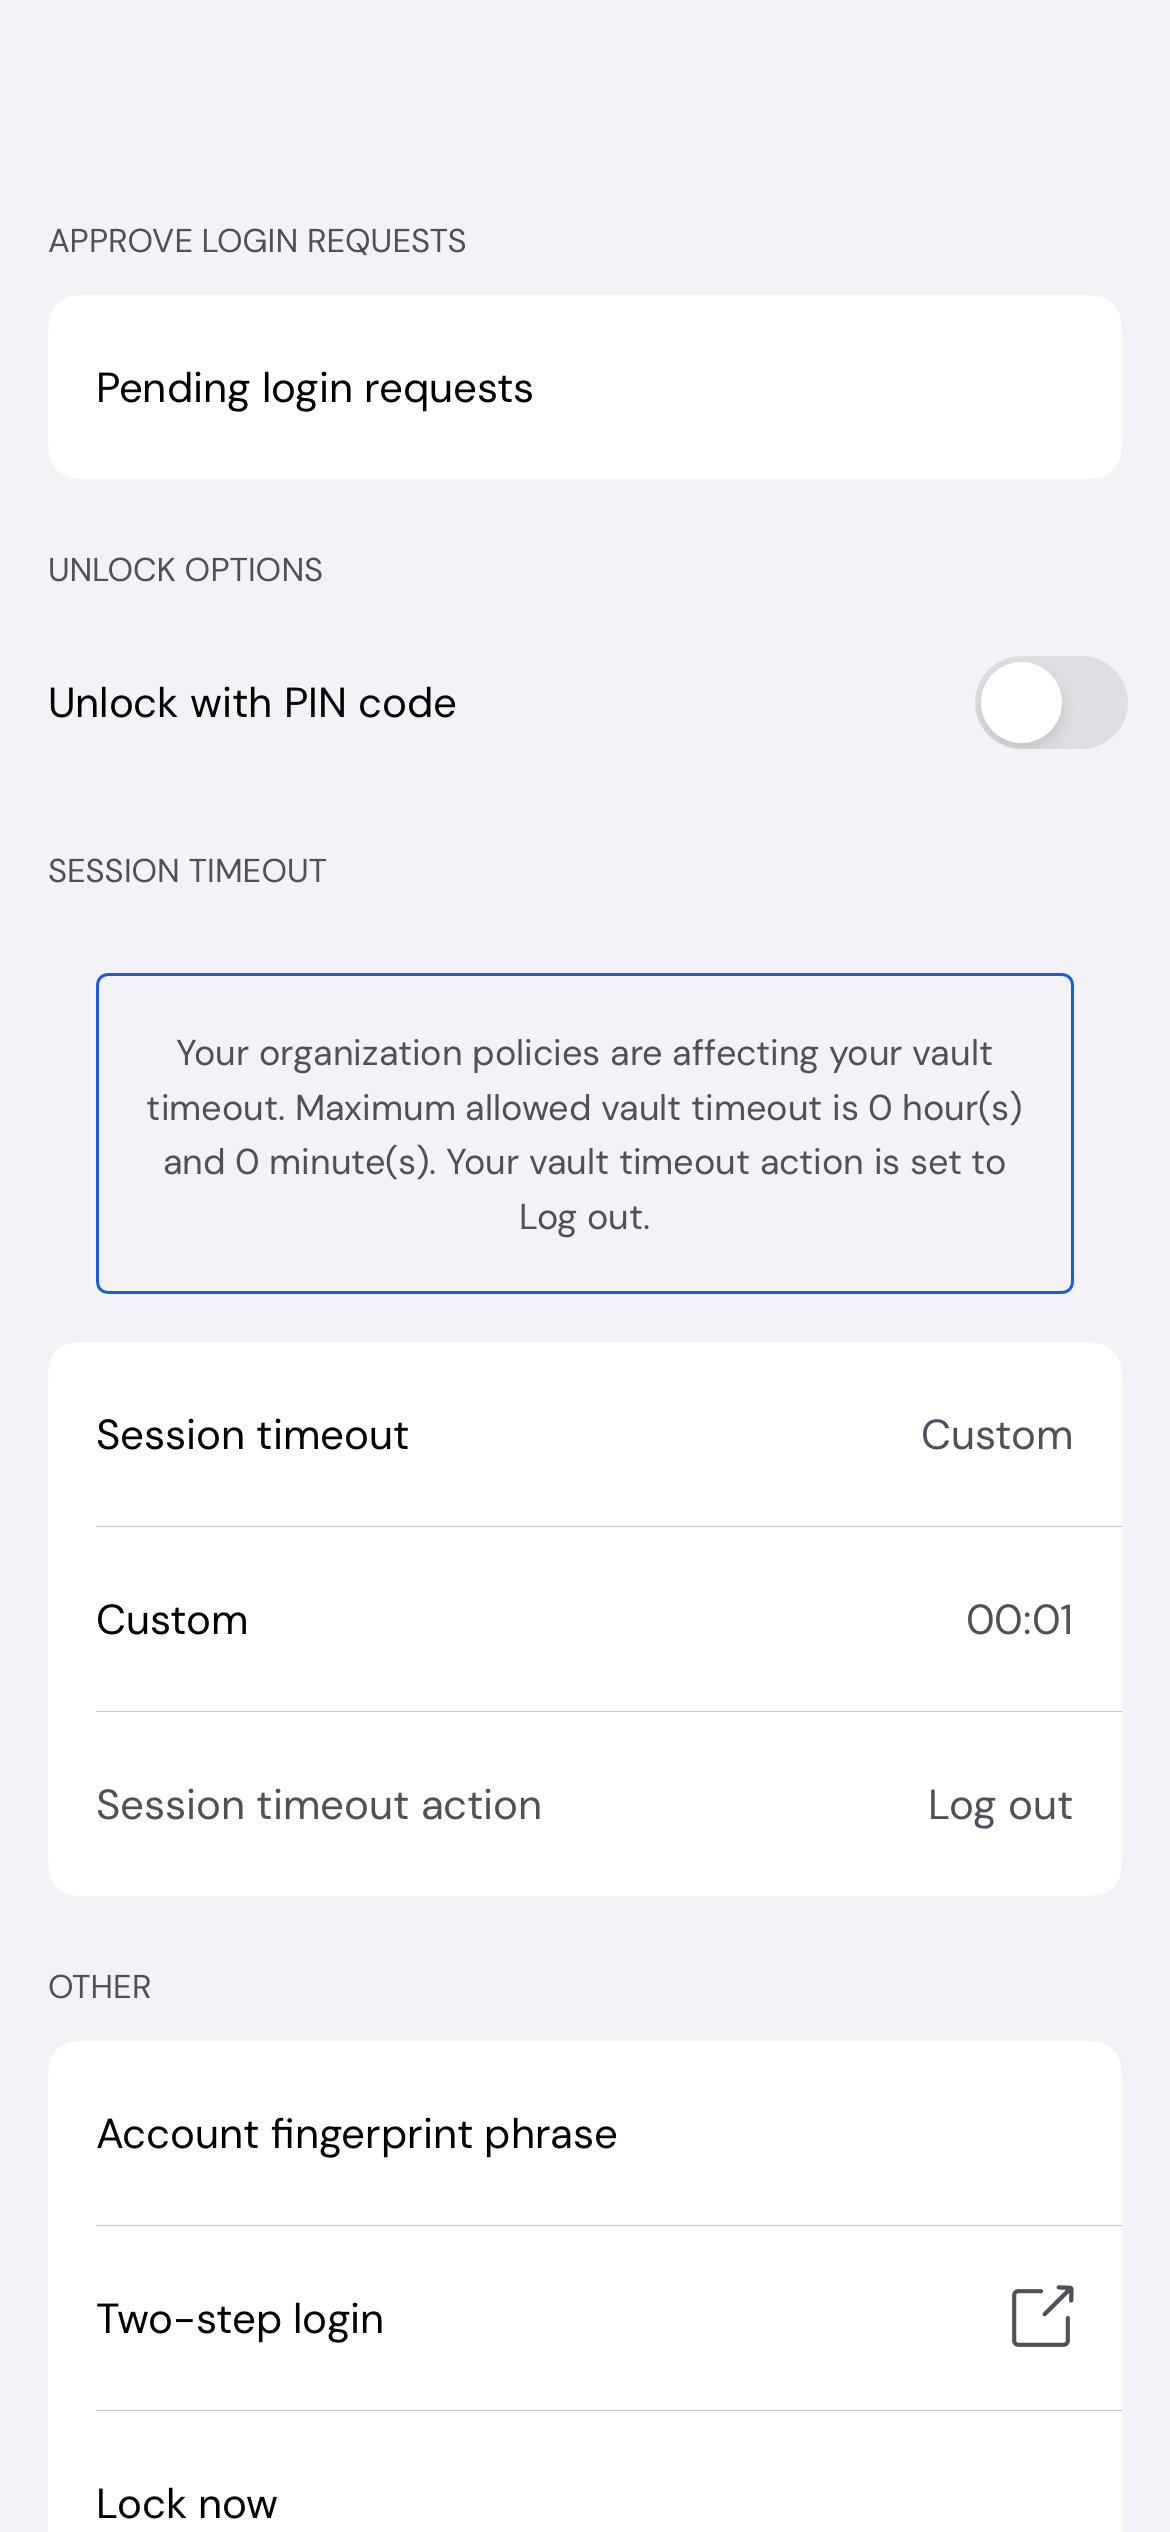 APPROVE LOGIN REQUESTS
Pending login requests
UNLOCK OPTIONS
Unlock with PIN code
SESSION TIMEOUT
Your organization policies are affecting your vault
timeout. Maximum allowed vault timeout is 0 hour(s)
and 0 minute(s). Your vault timeout action is set to
Log out.
Session timeout Custom
Custom 00:01
Session timeout action Log out
OTHER
Account fingerprint phrase
Two-step login
Lock now